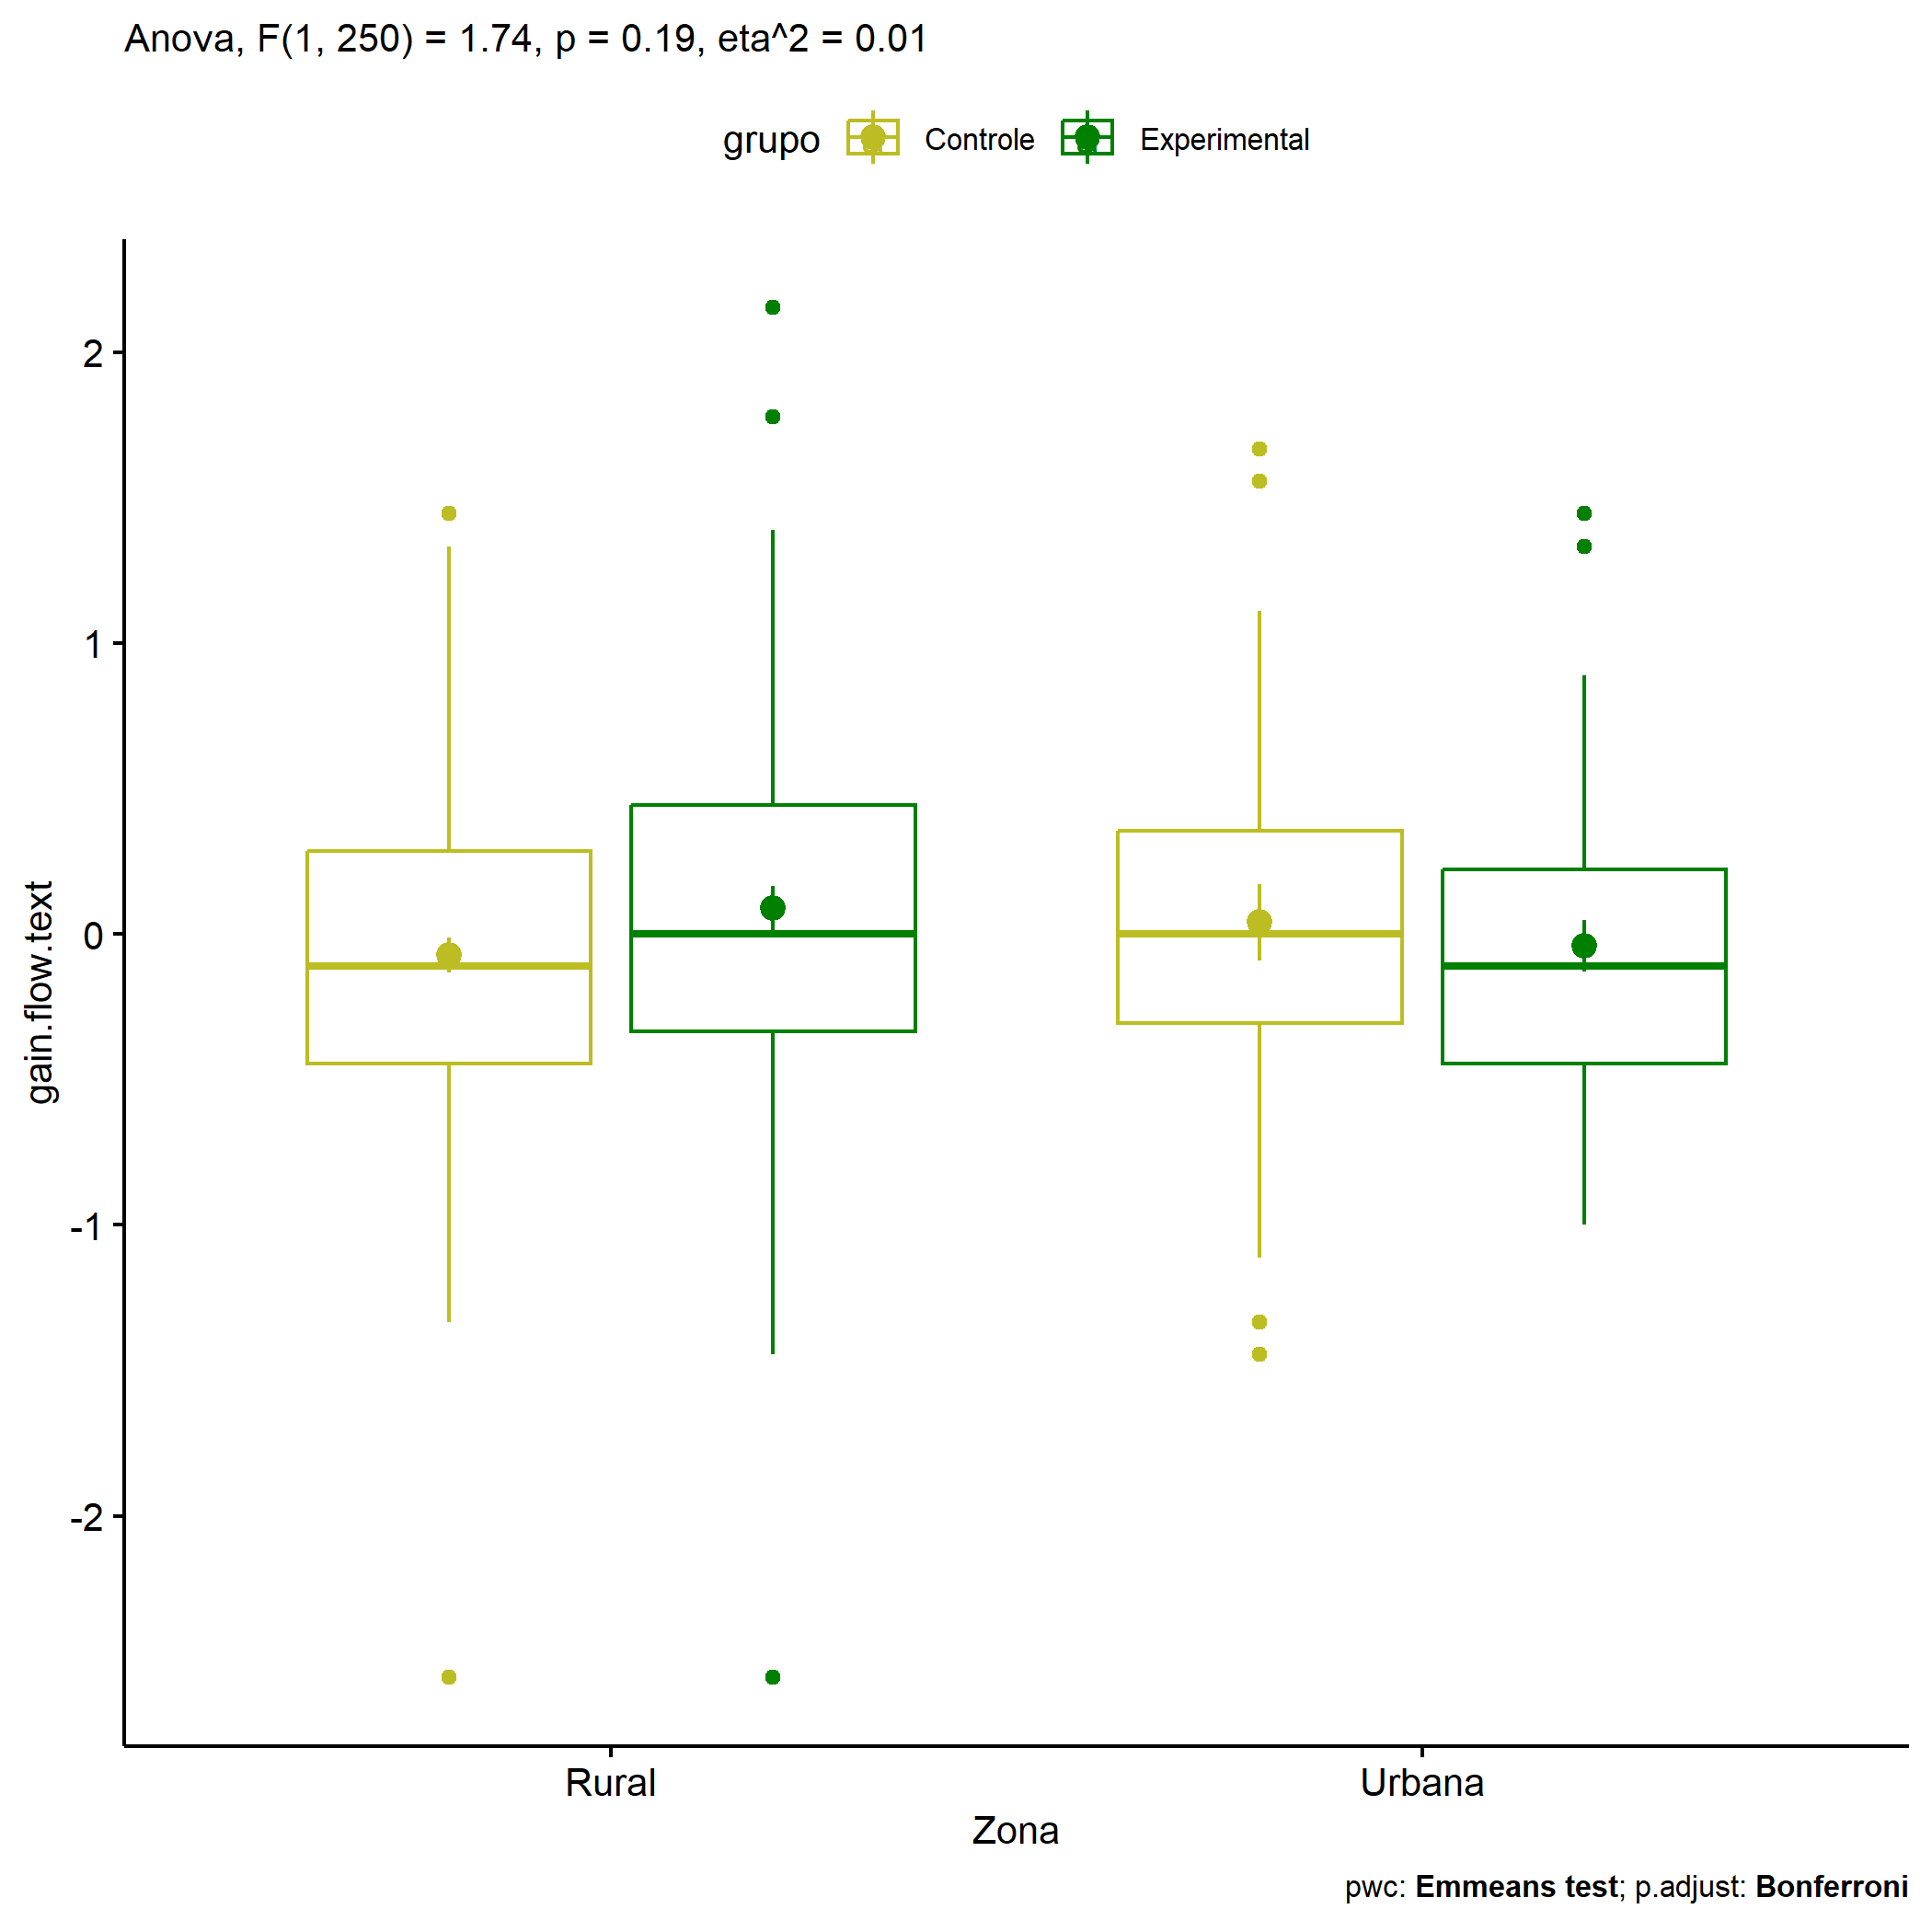 Anova, F(1, 250) = 1.74, p = 0.19, eta^2 = 0.01
grupo Controle Experimental
2
1
0
-1
-2
gain.flow.text
Rural Urbana
Zona
pwc: Emmeans test; p.adjust: Bonferroni